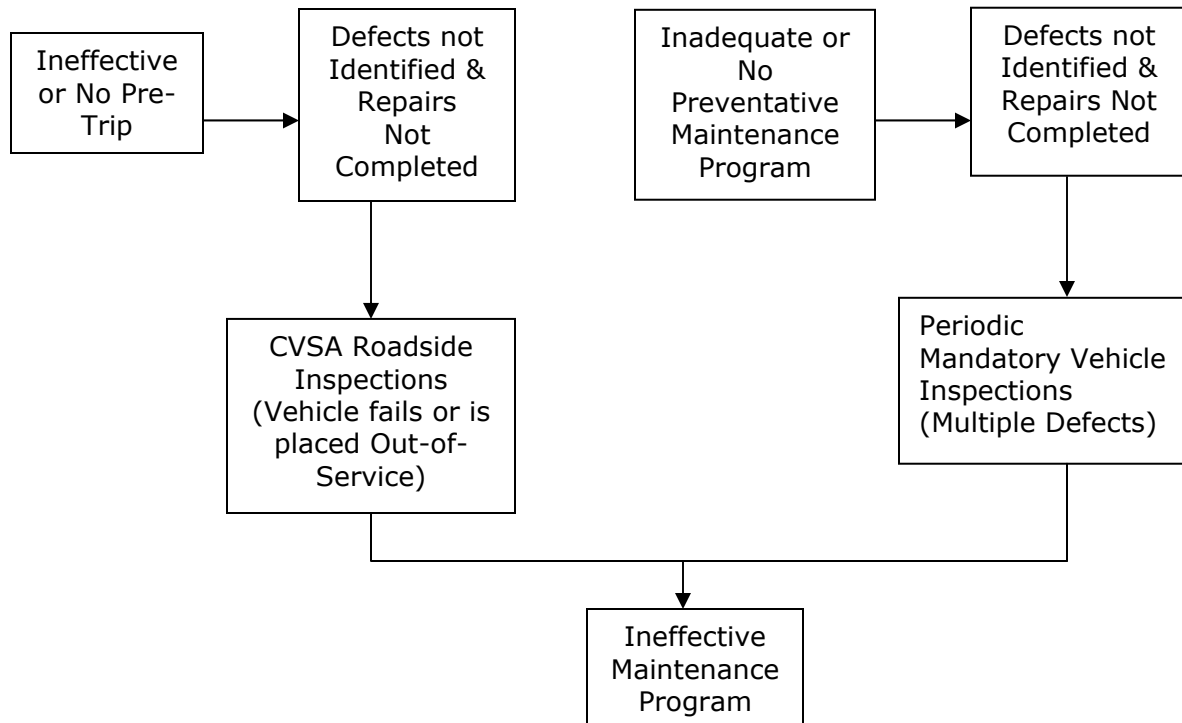 Ineffective
or No Pre-
Trip
Defects not
Identified &
Repairs
Not
Completed
Inadequate or
No
Preventative
Maintenance
Program
Defects not
Identified &
Repairs Not
Completed
CVSA Roadside
Inspections
(Vehicle fails or is
placed Out-of-
Service)
Periodic
Mandatory Vehicle
Inspections
(Multiple Defects)
Ineffective
Maintenance
Program